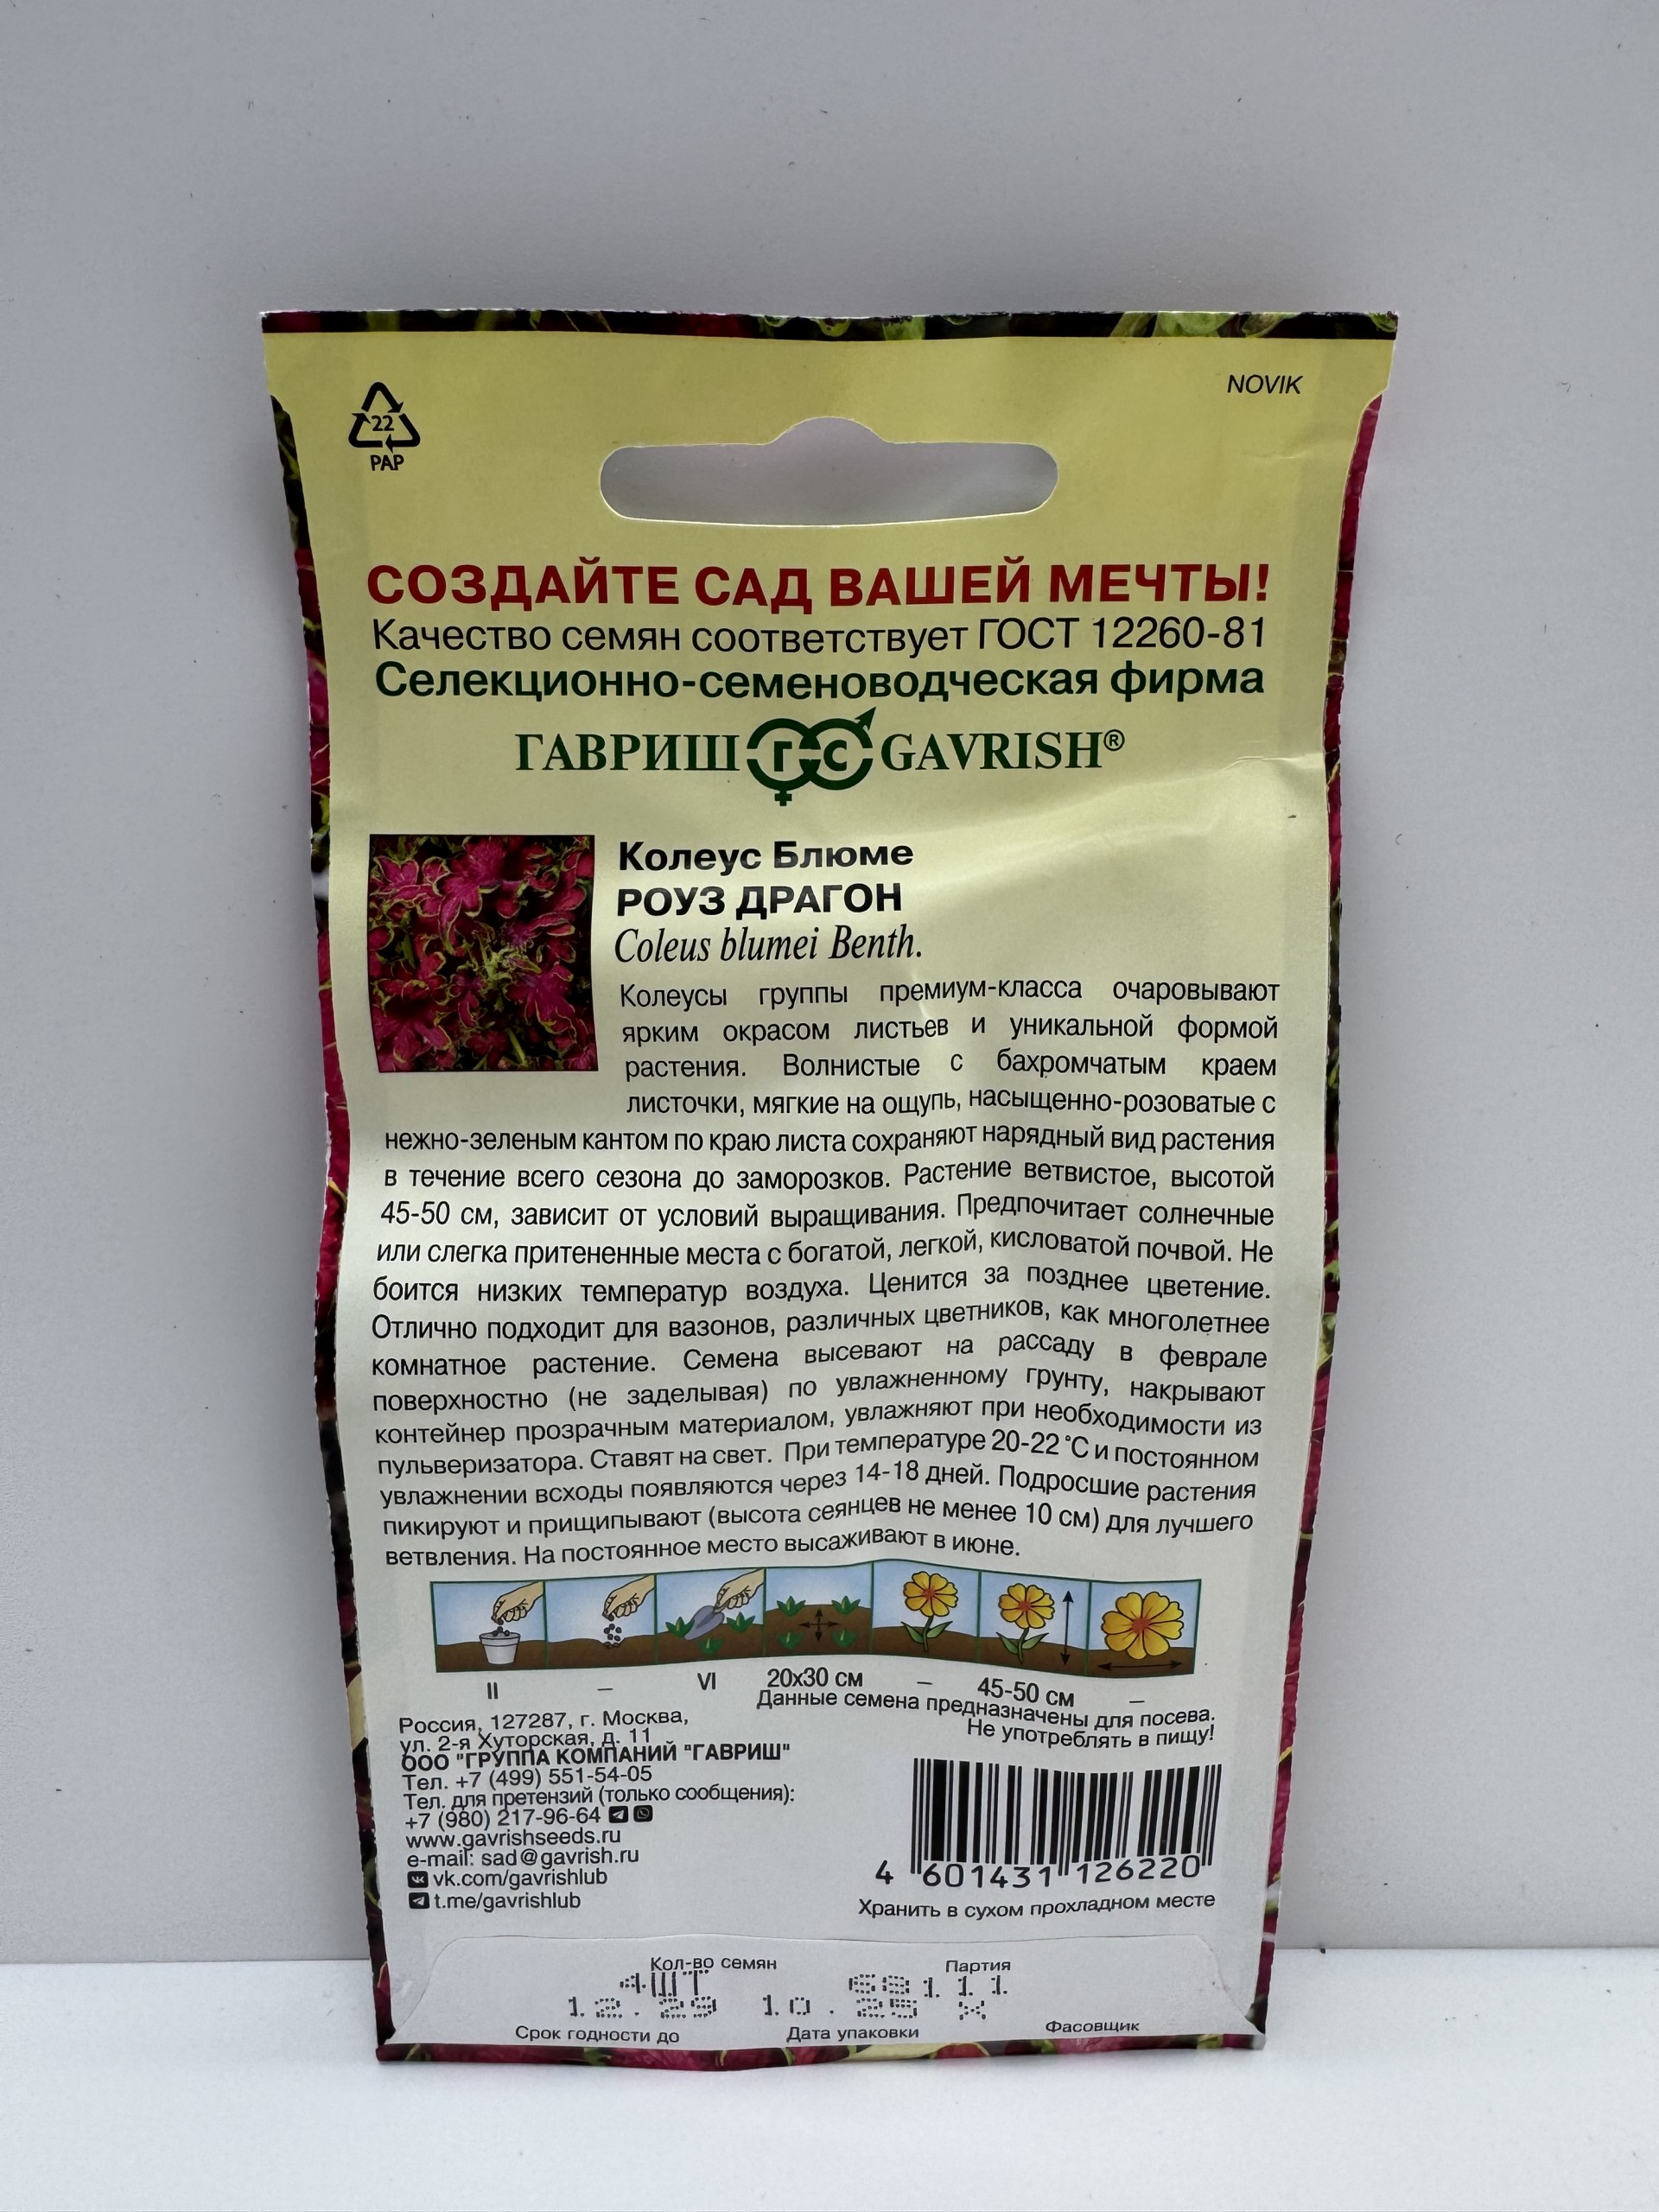 NOVIK
22
PAP
СОЗДАЙТЕ САД ВАШЕЙ МЕЧТЫ!
Качество семян соответствует ГОСТ 12260-81
Селекционно-семеноводческая фирма
ГАВРИШ ГС GAVRISH®
Колеус Блюме
РОУЗ ДРАГОН
Coleus blumei Benth.
Колеусы группы премиум-класса очаровывают
ярким окрасом листьев и уникальной формой
растения. Волнистые с бахромчатым краем
листочки, мягкие на ощупь, насыщенно-розоватые с
нежно-зеленым кантом по краю листа сохраняют нарядный вид растения
в течение всего сезона до заморозков. Растение ветвистое, высотой
45-50 см, зависит от условий выращивания. Предпочитает солнечные
или слегка притененные места с богатой, легкой, кисловатой почвой. Не
боится низких температур воздуха. Ценится за позднее цветение.
Отлично подходит для вазонов, различных цветников, как многолетнее
комнатное растение. Семена высевают на рассаду в феврале
поверхностно (не заделывая) по увлажненному грунту, накрывают
контейнер прозрачным материалом, увлажняют при необходимости из
пульверизатора. Ставят на свет. При температуре 20-22 °С и постоянном
увлажнении всходы появляются через 14-18 дней. Подросшие растения
пикируют и прищипывают (высота сеянцев не менее 10 см) для лучшего
ветвления. На постоянное место высаживают в июне.
II – VI 20х30 см – 45-50 см –
Данные семена предназначены для посева.
Не употреблять в пищу!
Россия, 127287, г. Москва,
ул. 2-я Хуторская, д. 11
ООО "ГРУППА КОМПАНИЙ "ГАВРИШ"
Тел. +7 (499) 551-54-05
Тел. для претензий (только сообщения):
+7 (980) 217-96-64
www.gavrishseeds.ru
e-mail: sad@gavrish.ru
vk.com/gavrishlub
t.me/gavrishlub
4 601431 126220
Хранить в сухом прохладном месте
Кол-во семян Партия
4ШТ
12.29 10.25 X
Срок годности до Дата упаковки Фасовщик